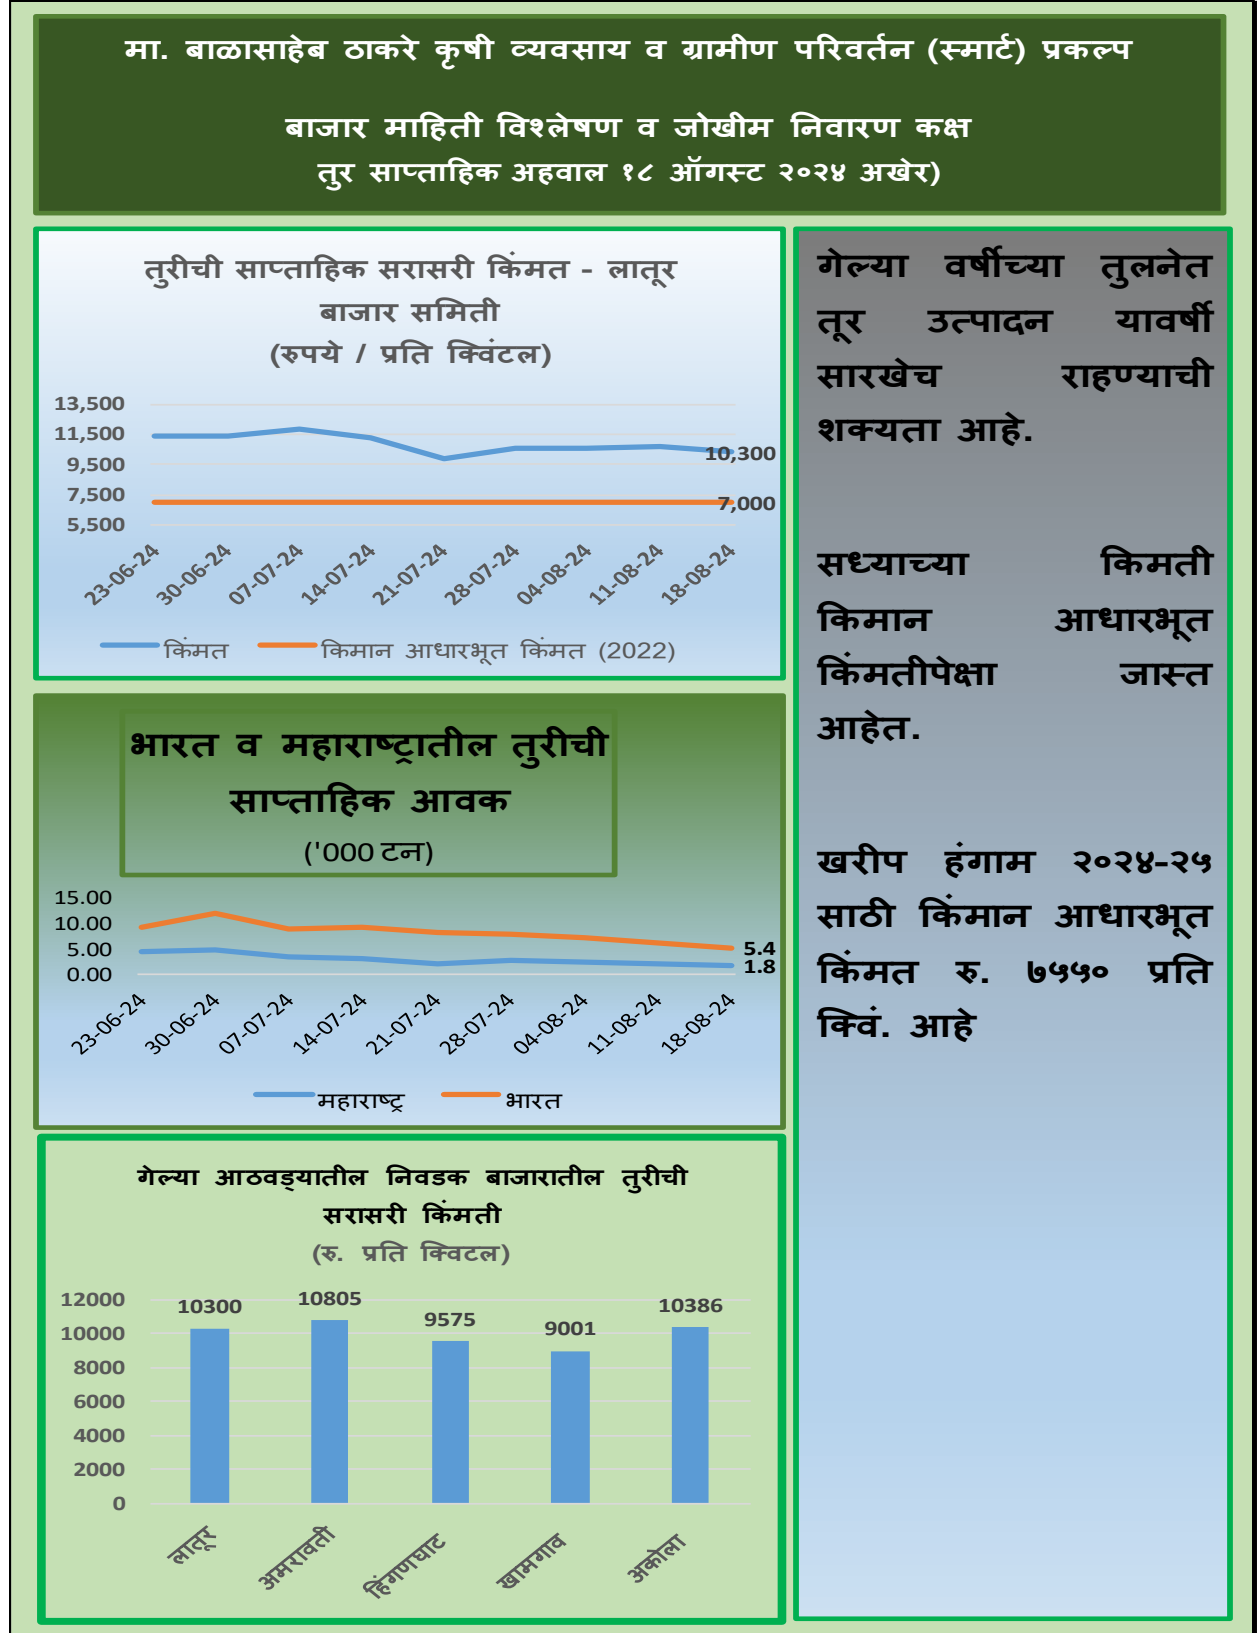 मा. बाळासाहेब ठाकरे कृषी व्यवसाय व ग्रामीण परिवर्तन (स्मार्ट) प्रकल्प
बाजार माहिती विश्लेषण व जोखीम निवारण कक्ष
तुर साप्ताहिक अहवाल १८ ऑगस्ट २०२४ अखेर)
तुरीची साप्ताहिक सरासरी किंमत - लातूर
बाजार समिती
(रुपये / प्रति क्विंटल)
13,500
11,500
9,500
7,500
5,500
10,300
7,000
23-06-24
30-06-24
07-07-24
14-07-24
21-07-24
28-07-24
04-08-24
11-08-24
18-08-24
किंमत
किमान आधारभूत किंमत (2022)
भारत व महाराष्ट्रातील तुरीची
साप्ताहिक आवक
('000 टन)
15.00
10.00
5.00
0.00
5.4
1.8
23-06-24
30-06-24
07-07-24
14-07-24
21-07-24
28-07-24
04-08-24
11-08-24
18-08-24
महाराष्ट्र
भारत
गेल्या आठवड्यातील निवडक बाजारातील तुरीची
सरासरी किंमती
(रु. प्रति क्विटल)
12000
10000
8000
6000
4000
2000
0
10300
10805
9575
9001
10386
लातूर
अमरावती
हिंगणघाट
खामगाव
अकोला
गेल्या वर्षीच्या तुलनेत
तूर उत्पादन यावर्षी
सारखेच राहण्याची
शक्यता आहे.
सध्याच्या किमती
किमान आधारभूत
किंमतीपेक्षा जास्त
आहेत.
खरीप हंगाम २०२४-२५
साठी किंमान आधारभूत
किंमत रु. ७५५० प्रति
क्विं. आहे